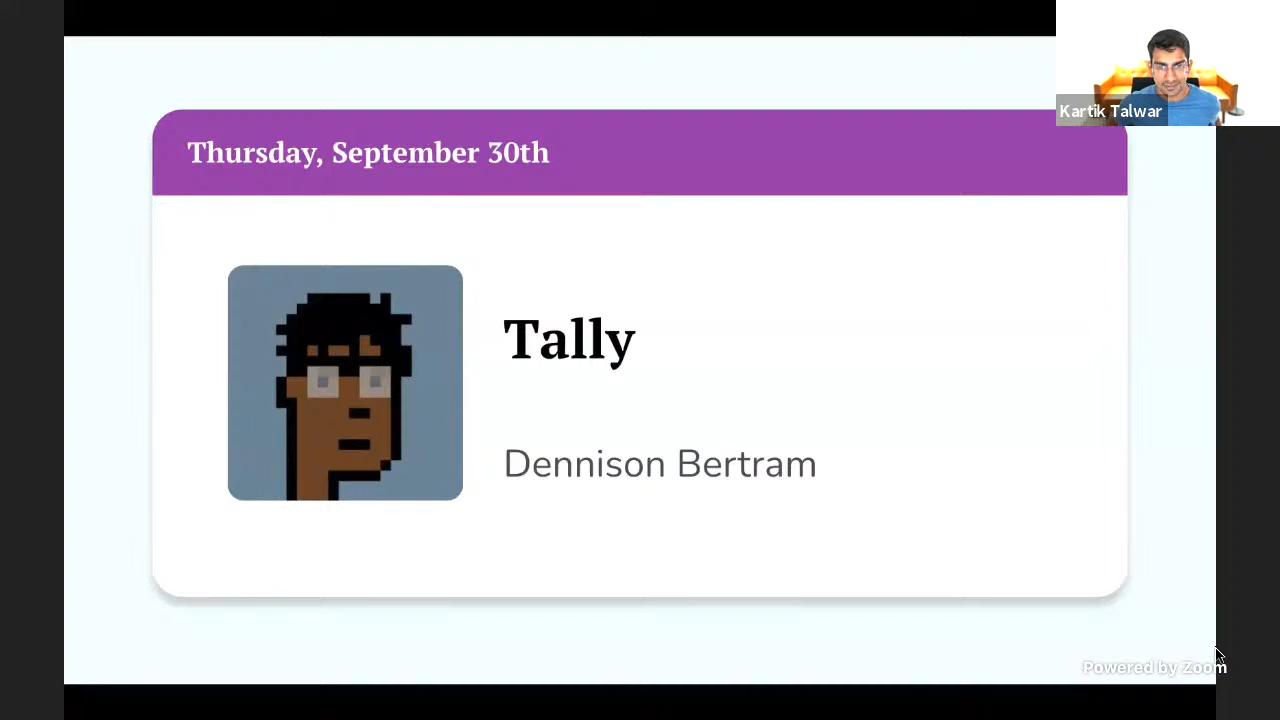 Kartik Talwar
Thursday, September 30th
Tally
Dennison Bertram
Powered by Zoom